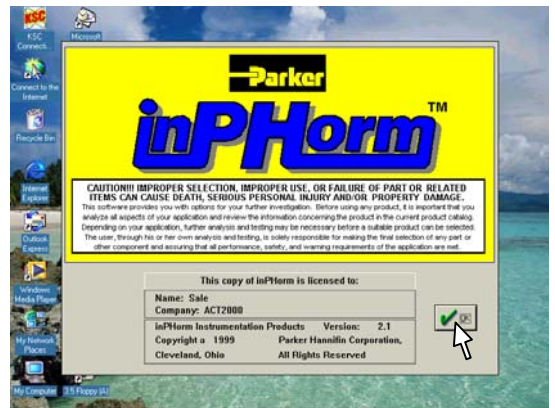 KSC
KSC
Connecti...
Microsoft
Connect to the
Internet
Recycle Bin
Internet
Explorer
Outlook
Express
Windows
Media Player
My Network
Places
My Computer
3.5 Floppy (A)
Parker
inPHorm™
CAUTION!!! IMPROPER SELECTION, IMPROPER USE, OR FAILURE OF PART OR RELATED
ITEMS CAN CAUSE DEATH, SERIOUS PERSONAL INJURY AND/OR PROPERTY DAMAGE.
This software provides you with options for your further investigation. Before using any product, it is important that you
analyze all aspects of your application and review the information concerning the product in the current product catalog.
Depending on your application, further analysis and testing may be necessary before a suitable product can be selected.
The user, through his or her own analysis and testing, is solely responsible for making the final selection of any part or
other component and assuring that all performance, safety, and warning requirements of the application are met.
This copy of inPHorm is licensed to:
Name: Sale
Company: ACT2000
inPHorm Instrumentation Products Version: 2.1
Copyright a 1999 Parker Hannifin Corporation,
Cleveland, Ohio All Rights Reserved
OK